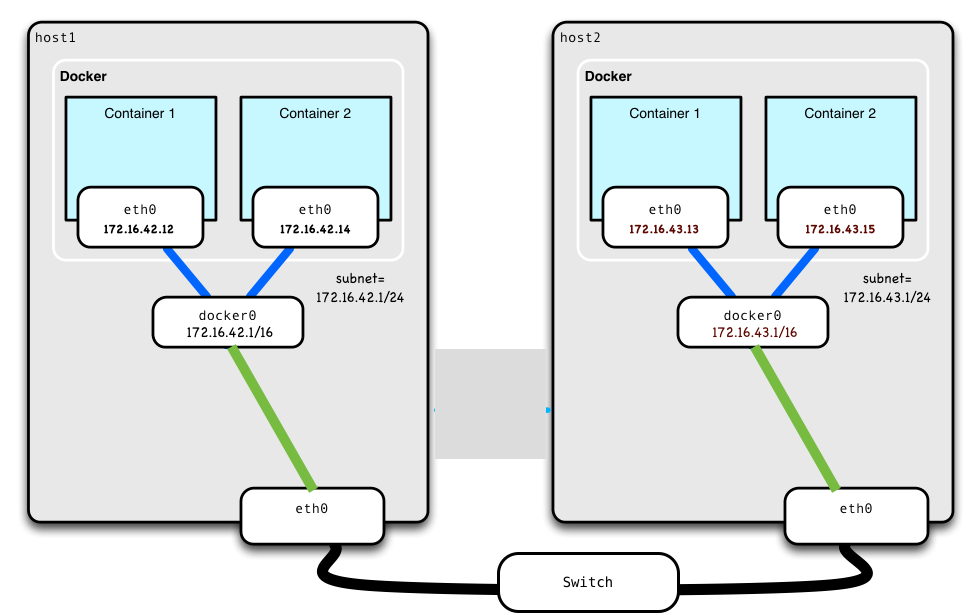 host1
Docker
Container 1
Container 2
eth0
172.16.42.12
eth0
172.16.42.14
subnet=
172.16.42.1/24
docker0
172.16.42.1/16
eth0
host2
Docker
Container 1
Container 2
eth0
172.16.43.13
eth0
172.16.43.15
subnet=
172.16.43.1/24
docker0
172.16.43.1/16
eth0
Switch